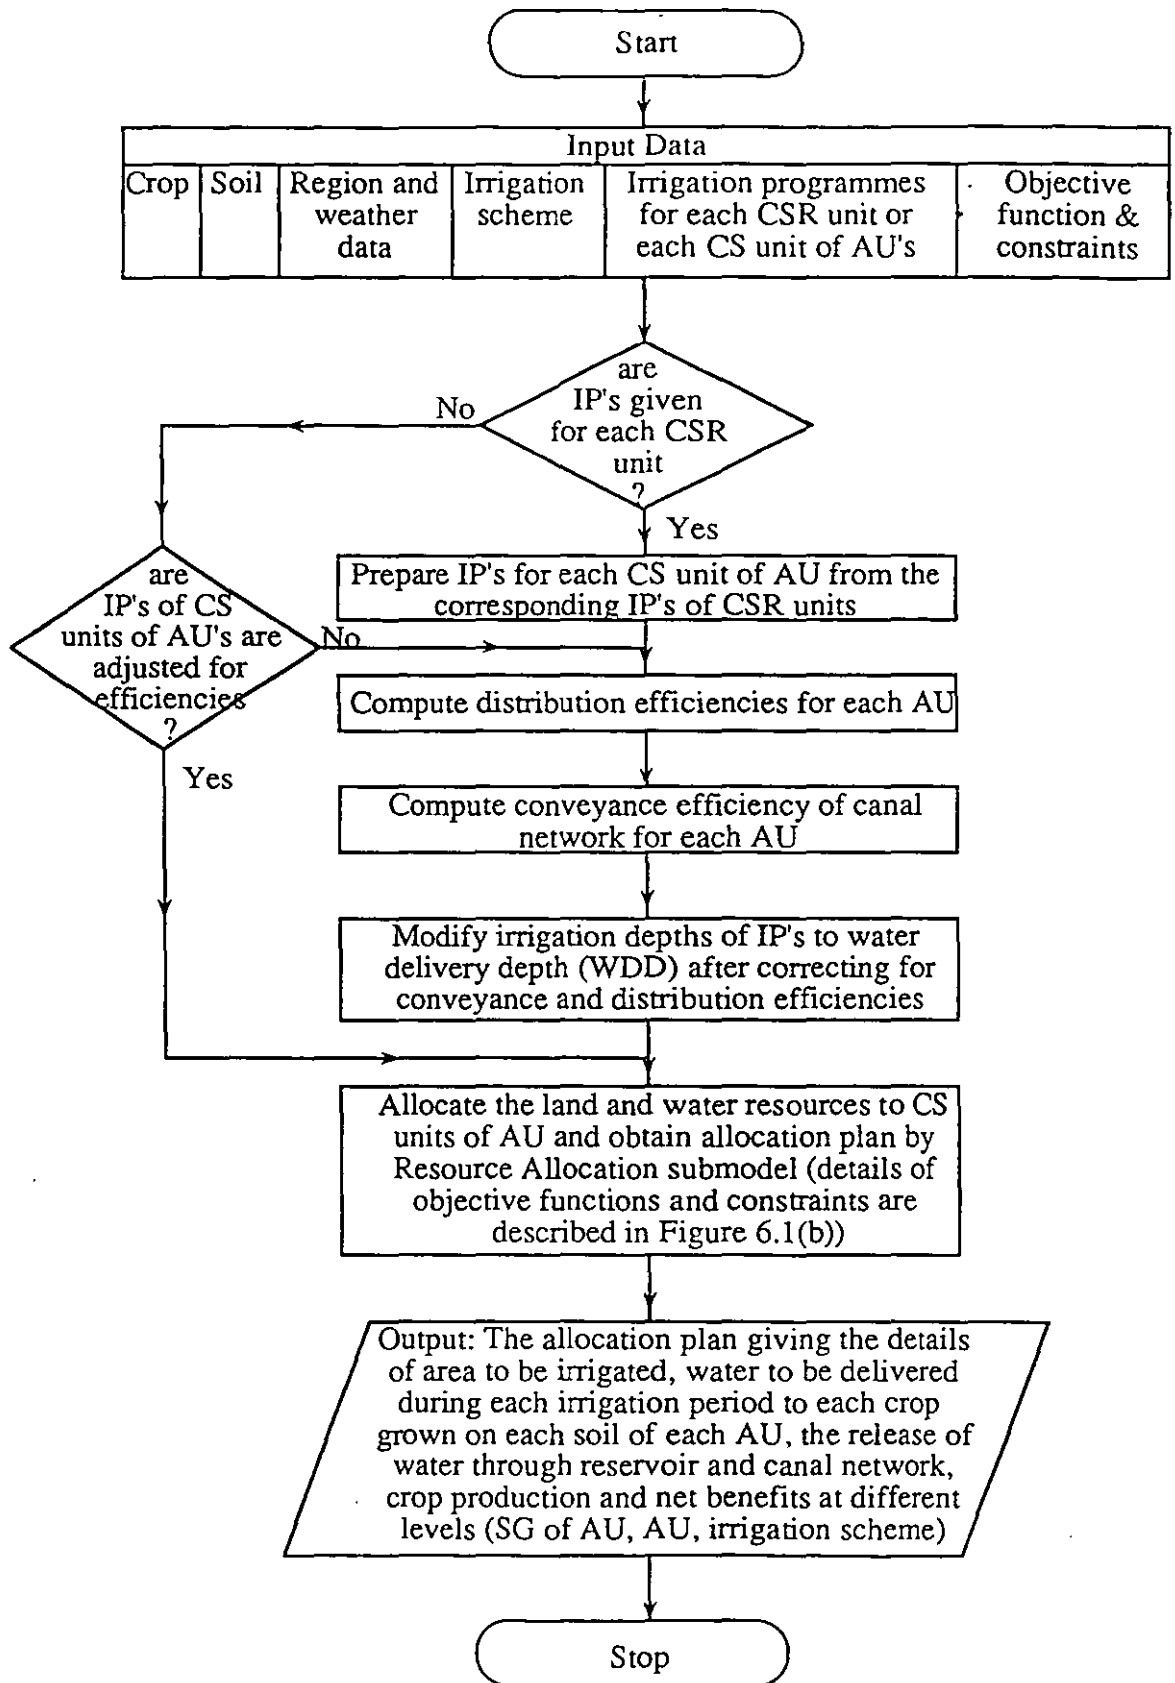 Start
Input Data
Crop
Soil
Region and
weather
data
Irrigation
scheme
Irrigation programmes
for each CSR unit or
each CS unit of AU's
Objective
function &
constraints
are
IP's given
for each CSR
unit
?
No
Yes
Prepare IP's for each CS unit of AU from the
corresponding IP's of CSR units
are
IP's of CS
units of AU's are
adjusted for
efficiencies
?
No
Yes
Compute distribution efficiencies for each AU
Compute conveyance efficiency of canal
network for each AU
Modify irrigation depths of IP's to water
delivery depth (WDD) after correcting for
conveyance and distribution efficiencies
Allocate the land and water resources to CS
units of AU and obtain allocation plan by
Resource Allocation submodel (details of
objective functions and constraints are
described in Figure 6.1(b))
Output: The allocation plan giving the details
of area to be irrigated, water to be delivered
during each irrigation period to each crop
grown on each soil of each AU, the release of
water through reservoir and canal network,
crop production and net benefits at different
levels (SG of AU, AU, irrigation scheme)
Stop